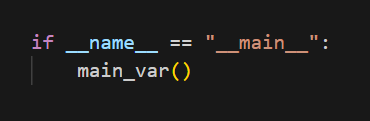 if __name__ == "__main__":
    main_var()